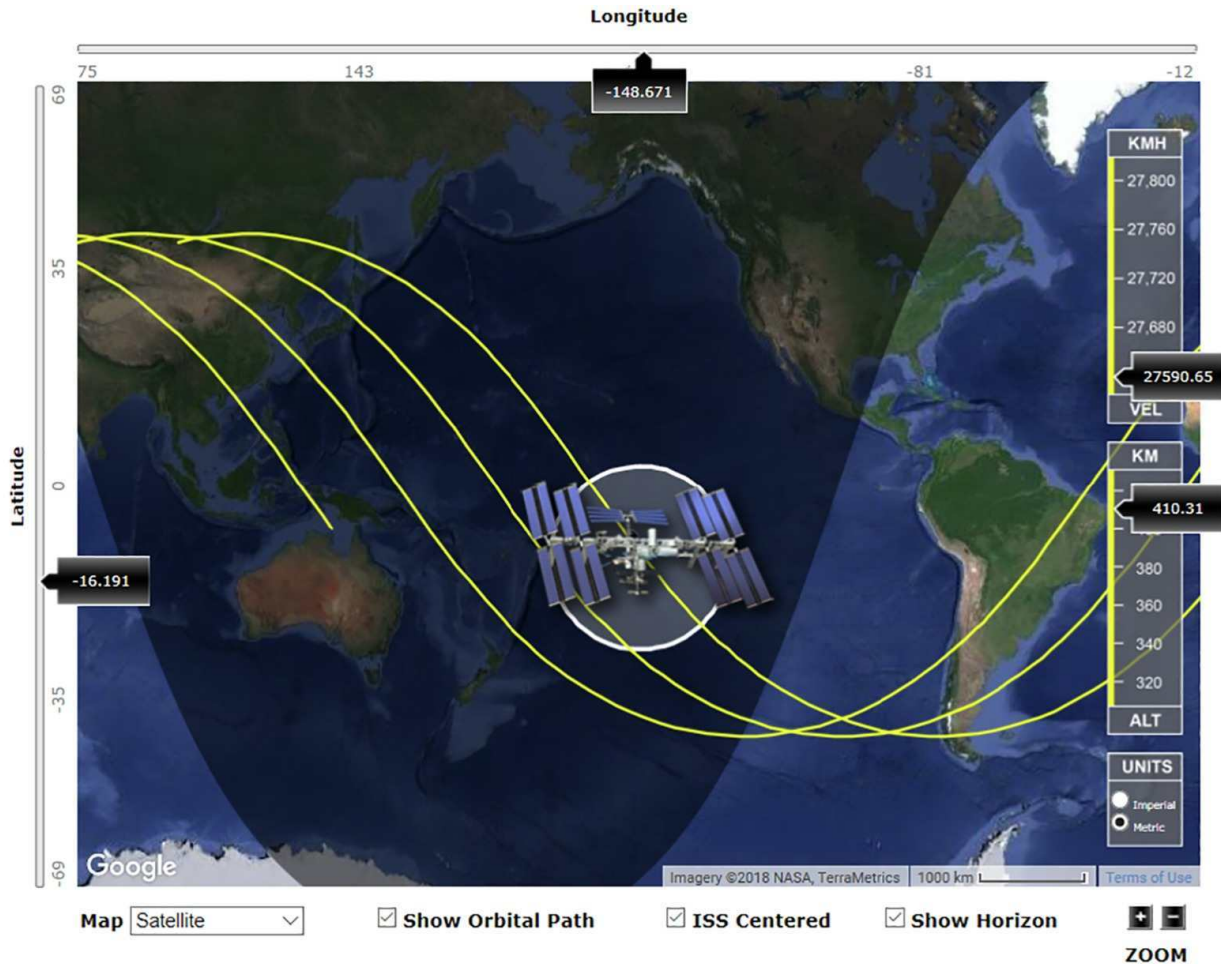 Longitude
75 143 -81 -12
-148.671
Latitude
69
35
0
-35
-69
-16.191
KMH
27,800
27,760
27,720
27,680
27590.65
VEL
KM
410.31
380
360
340
320
ALT
UNITS
Imperial
Metric
Google
Imagery ©2018 NASA, TerraMetrics 1000 km Terms of Use
Map Satellite Show Orbital Path ISS Centered Show Horizon + -
ZOOM